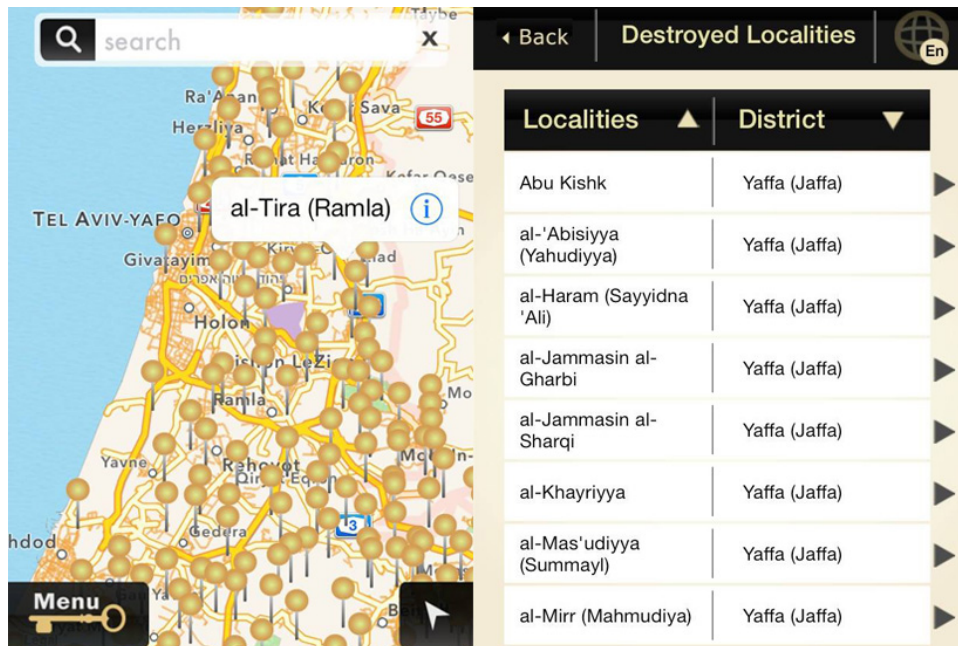 search
x
Ra'Anan
Sava
55
Herzliya
TEL AVIV-YAFO
al-Tira (Ramla)
i
Givatayim
Holon
Ramla
Yavne
Rehovot
3
Gedera
Menu
Back
Destroyed Localities
En
Localities
District
Abu Kishk
Yaffa (Jaffa)
al-'Abisiyya
(Yahudiyya)
Yaffa (Jaffa)
al-Haram (Sayyidna
'Ali)
Yaffa (Jaffa)
al-Jammasin al-
Gharbi
Yaffa (Jaffa)
al-Jammasin al-
Sharqi
Yaffa (Jaffa)
al-Khayriyya
Yaffa (Jaffa)
al-Mas'udiyya
(Summayl)
Yaffa (Jaffa)
al-Mirr (Mahmudiya)
Yaffa (Jaffa)